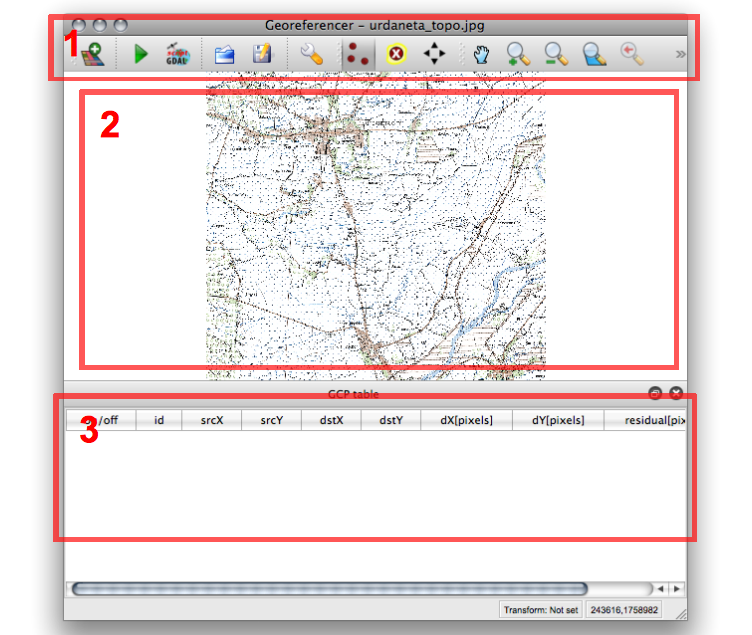 Georeferencer – urdaneta_topo.jpg
1
GDAL
»
2
GCP table
3
/off id srcX srcY dstX dstY dX[pixels] dY[pixels] residual[pix
Transform: Not set 243616,1758982